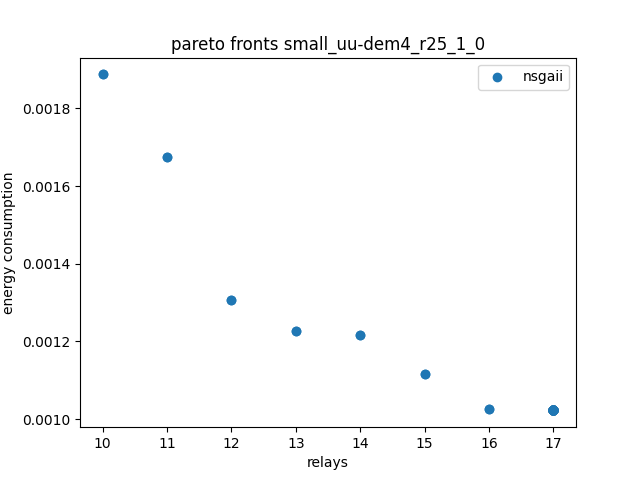 pareto fronts small_uu-dem4_r25_1_0
nsgaii
energy consumption
0.0018
0.0016
0.0014
0.0012
0.0010
10 11 12 13 14 15 16 17
relays